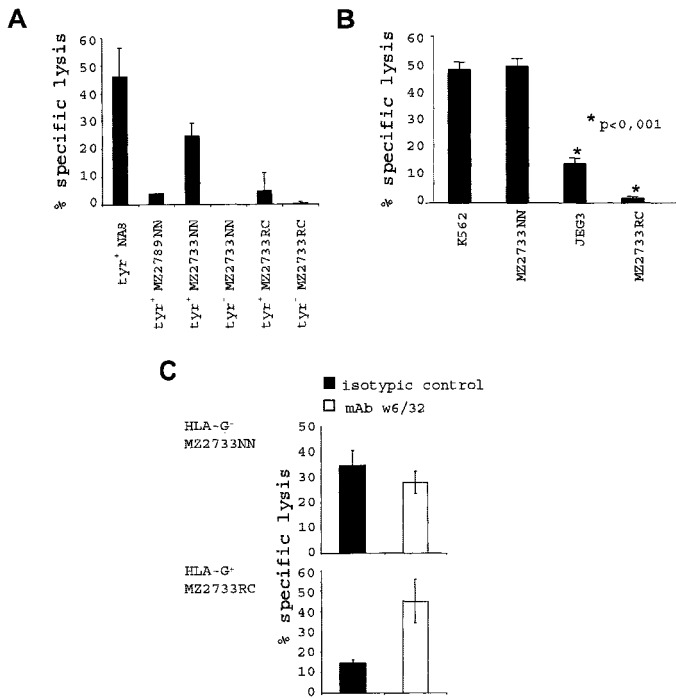 A
% specific lysis
60
50
40
30
20
10
0
tyr⁺ NA8
tyr⁺ MZ2789NN
tyr⁺ MZ2733NN
tyr⁻ MZ2733NN
tyr⁺ MZ2733RC
tyr⁻ MZ2733RC
B
% specific lysis
60
50
40
30
20
10
0
* p<0,001
*
*
K562
MZ2733NN
JEG3
MZ2733RC
C
isotypic control
mAb w6/32
HLA-G⁻
MZ2733NN
50
40
30
20
10
0
% specific lysis
HLA-G⁺
MZ2733RC
60
50
40
30
20
10
0